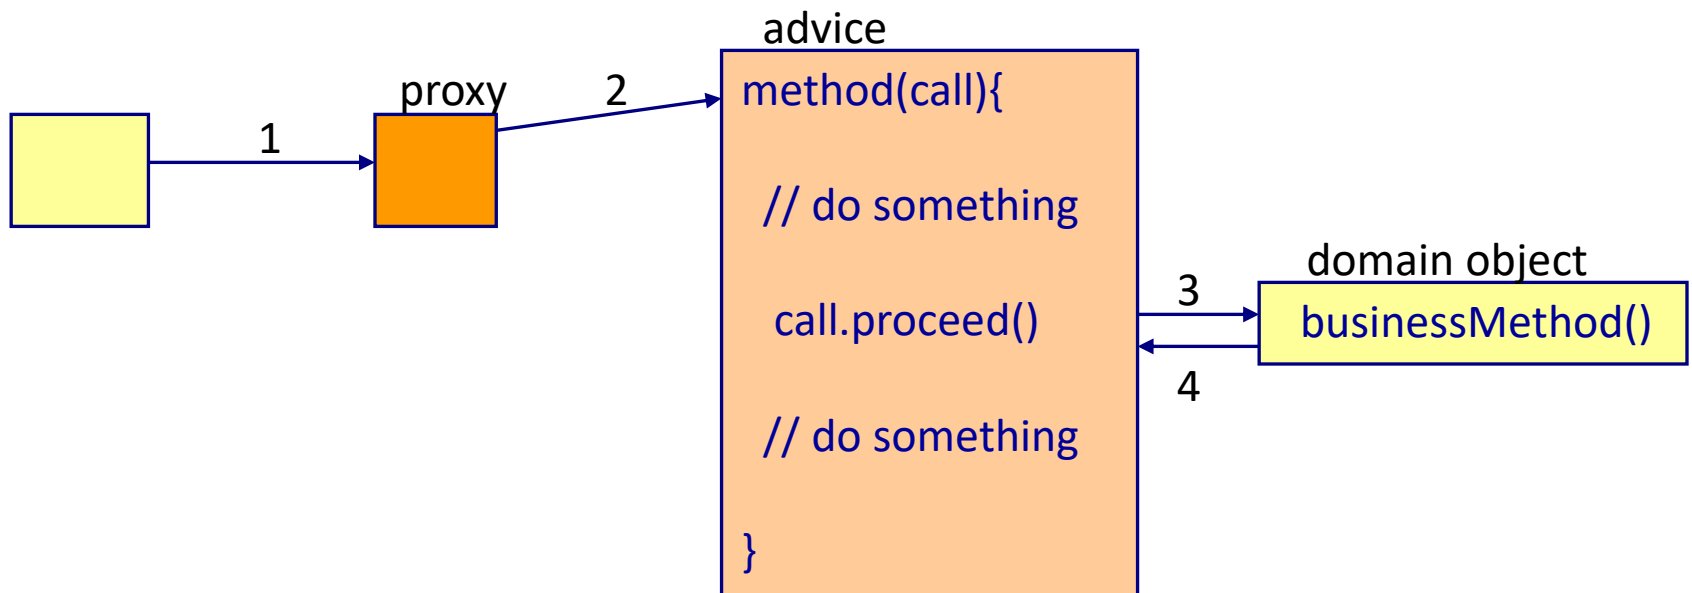 advice
proxy
2
method(call){
1
// do something
domain object
3
call.proceed()
businessMethod()
4
// do something
}